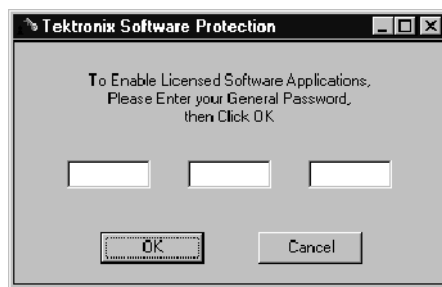 Tektronix Software Protection
To Enable Licensed Software Applications,
Please Enter your General Password,
then Click OK
OK
Cancel